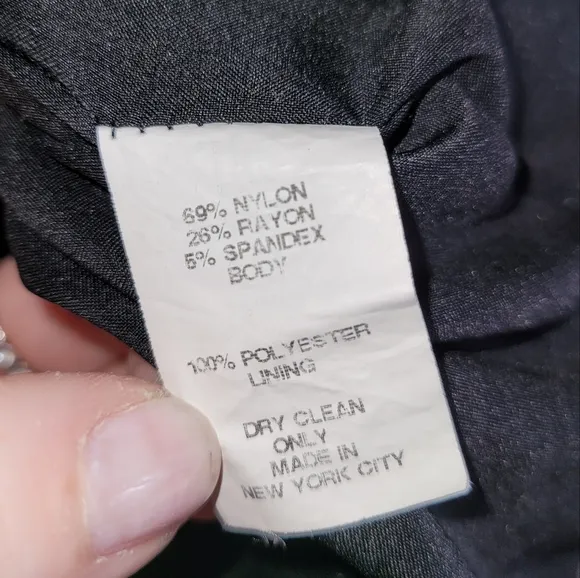 69% NYLON
26% RAYON
5% SPANDEX
BODY
100% POLYESTER
LINING
DRY CLEAN
ONLY
MADE IN
NEW YORK CITY